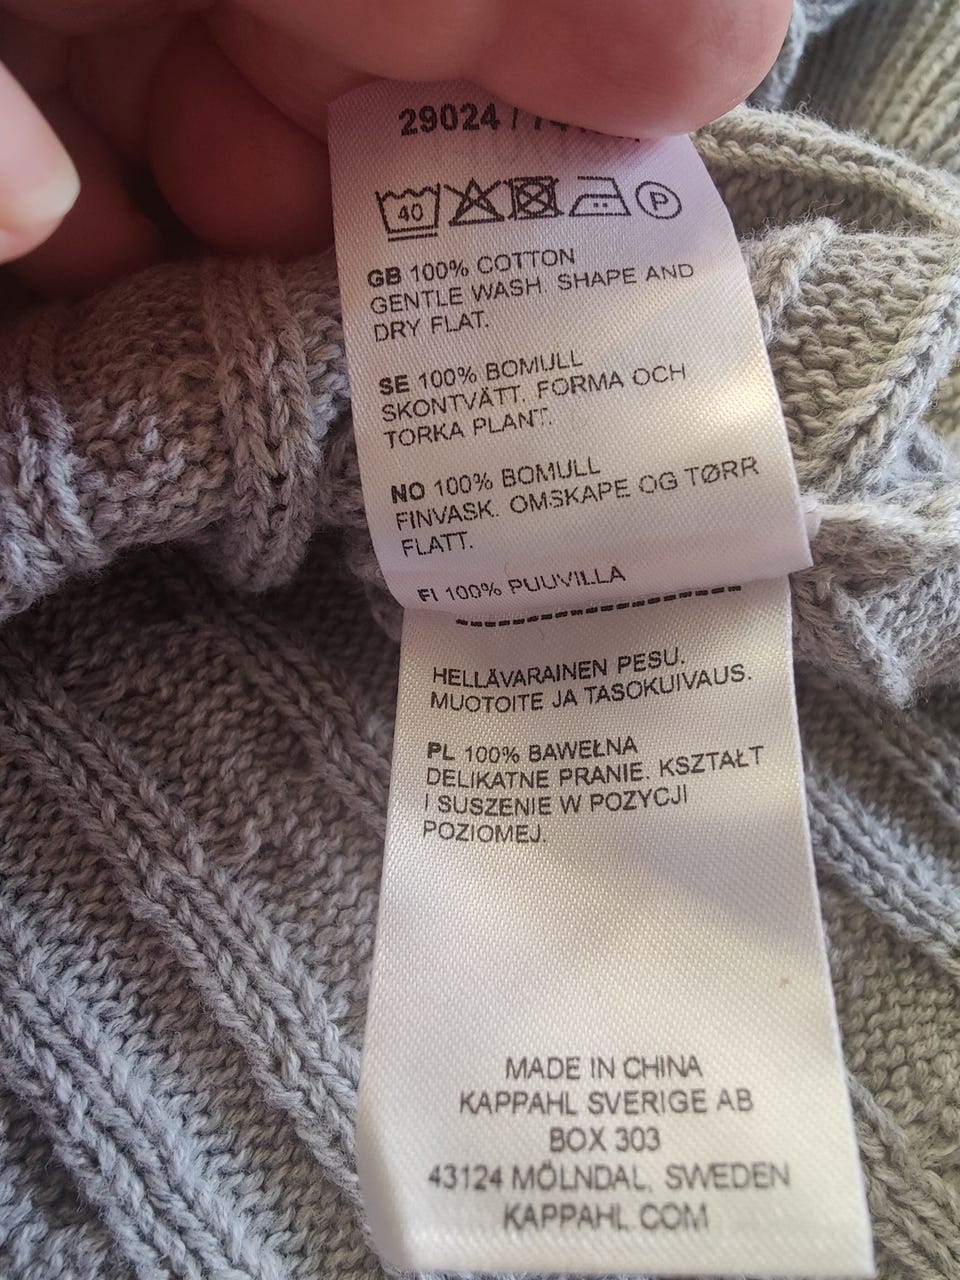 29024 /
40
P
GB 100% COTTON
GENTLE WASH. SHAPE AND
DRY FLAT.
SE 100% BOMULL
SKONTVÄTT. FORMA OCH
TORKA PLANT.
NO 100% BOMULL
FINVASK. OMSKAPE OG TØRR
FLATT.
FI 100% PUUVILLA
HELLÄVARAINEN PESU.
MUOTOITE JA TASOKUIVAUS.
PL 100% BAWEŁNA
DELIKATNE PRANIE. KSZTAŁT
I SUSZENIE W POZYCJI
POZIOMEJ.
MADE IN CHINA
KAPPAHL SVERIGE AB
BOX 303
43124 MÖLNDAL, SWEDEN
KAPPAHL.COM